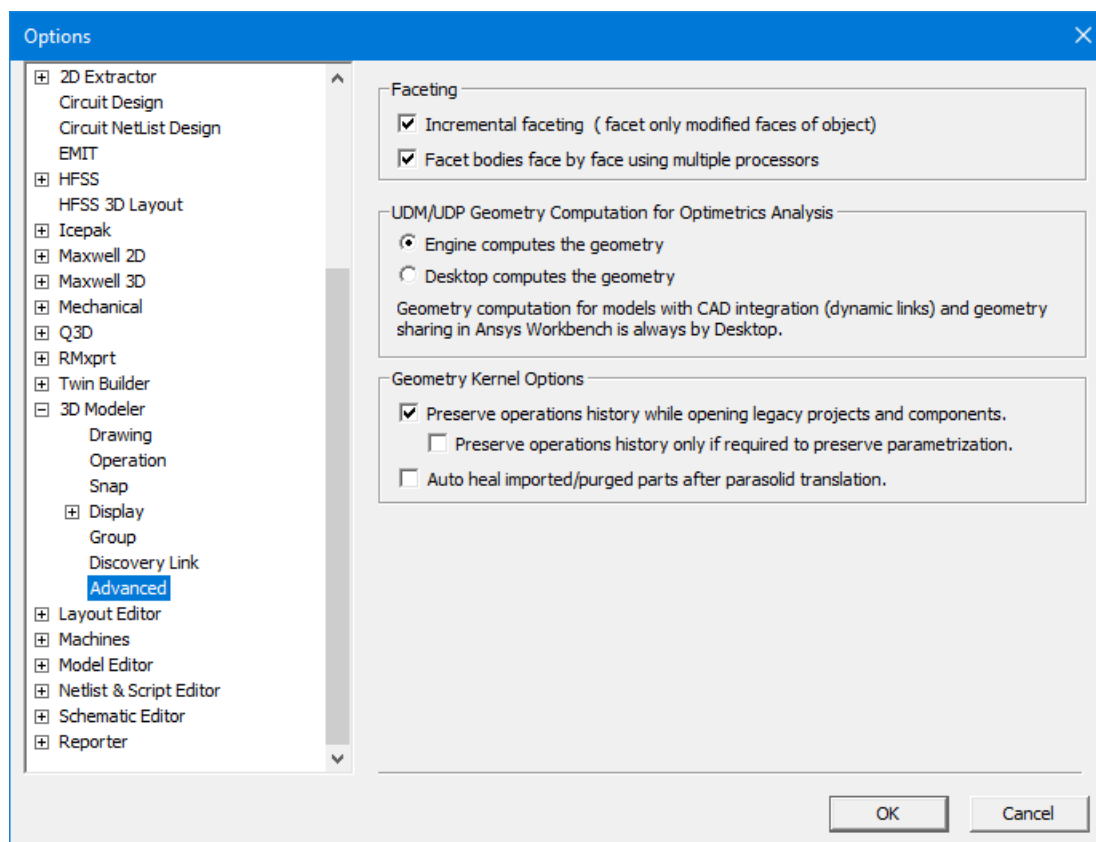 Options
2D Extractor
Circuit Design
Circuit NetList Design
EMIT
HFSS
HFSS 3D Layout
Icepak
Maxwell 2D
Maxwell 3D
Mechanical
Q3D
RMxprt
Twin Builder
3D Modeler
Drawing
Operation
Snap
Display
Group
Discovery Link
Advanced
Layout Editor
Machines
Model Editor
Netlist & Script Editor
Schematic Editor
Reporter
Faceting
Incremental faceting ( facet only modified faces of object)
Facet bodies face by face using multiple processors
UDM/UDP Geometry Computation for Optimetrics Analysis
Engine computes the geometry
Desktop computes the geometry
Geometry computation for models with CAD integration (dynamic links) and geometry
sharing in Ansys Workbench is always by Desktop.
Geometry Kernel Options
Preserve operations history while opening legacy projects and components.
Preserve operations history only if required to preserve parametrization.
Auto heal imported/purged parts after parasolid translation.
OK
Cancel